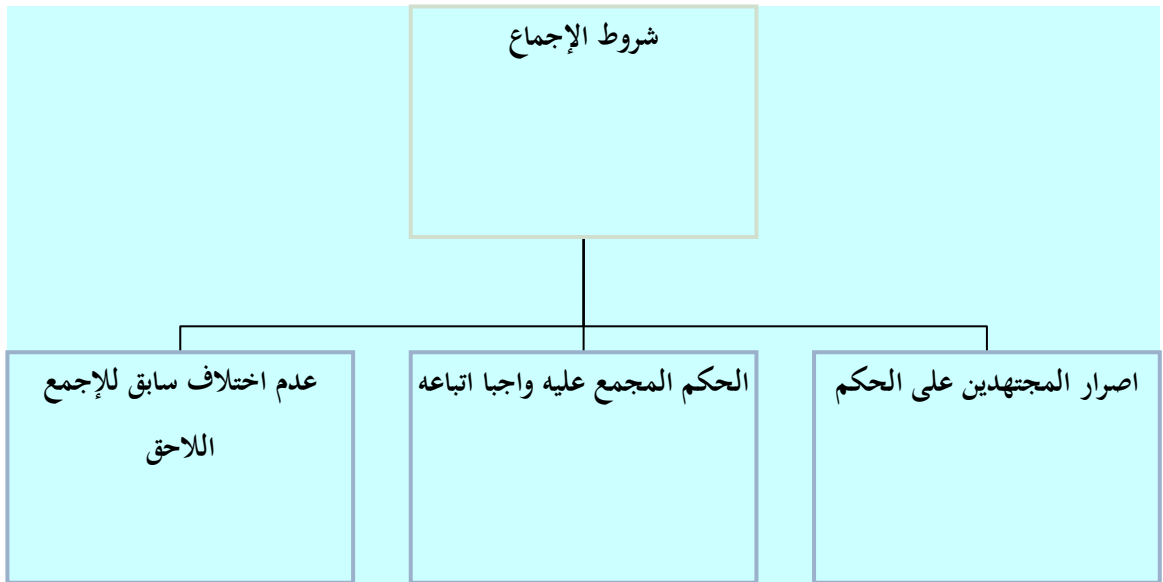 شروط الإجماع
اصرار المجتهدين على الحكم
الحكم المجمع عليه واجبا اتباعه
عدم اختلاف سابق للإجمع
اللاحق